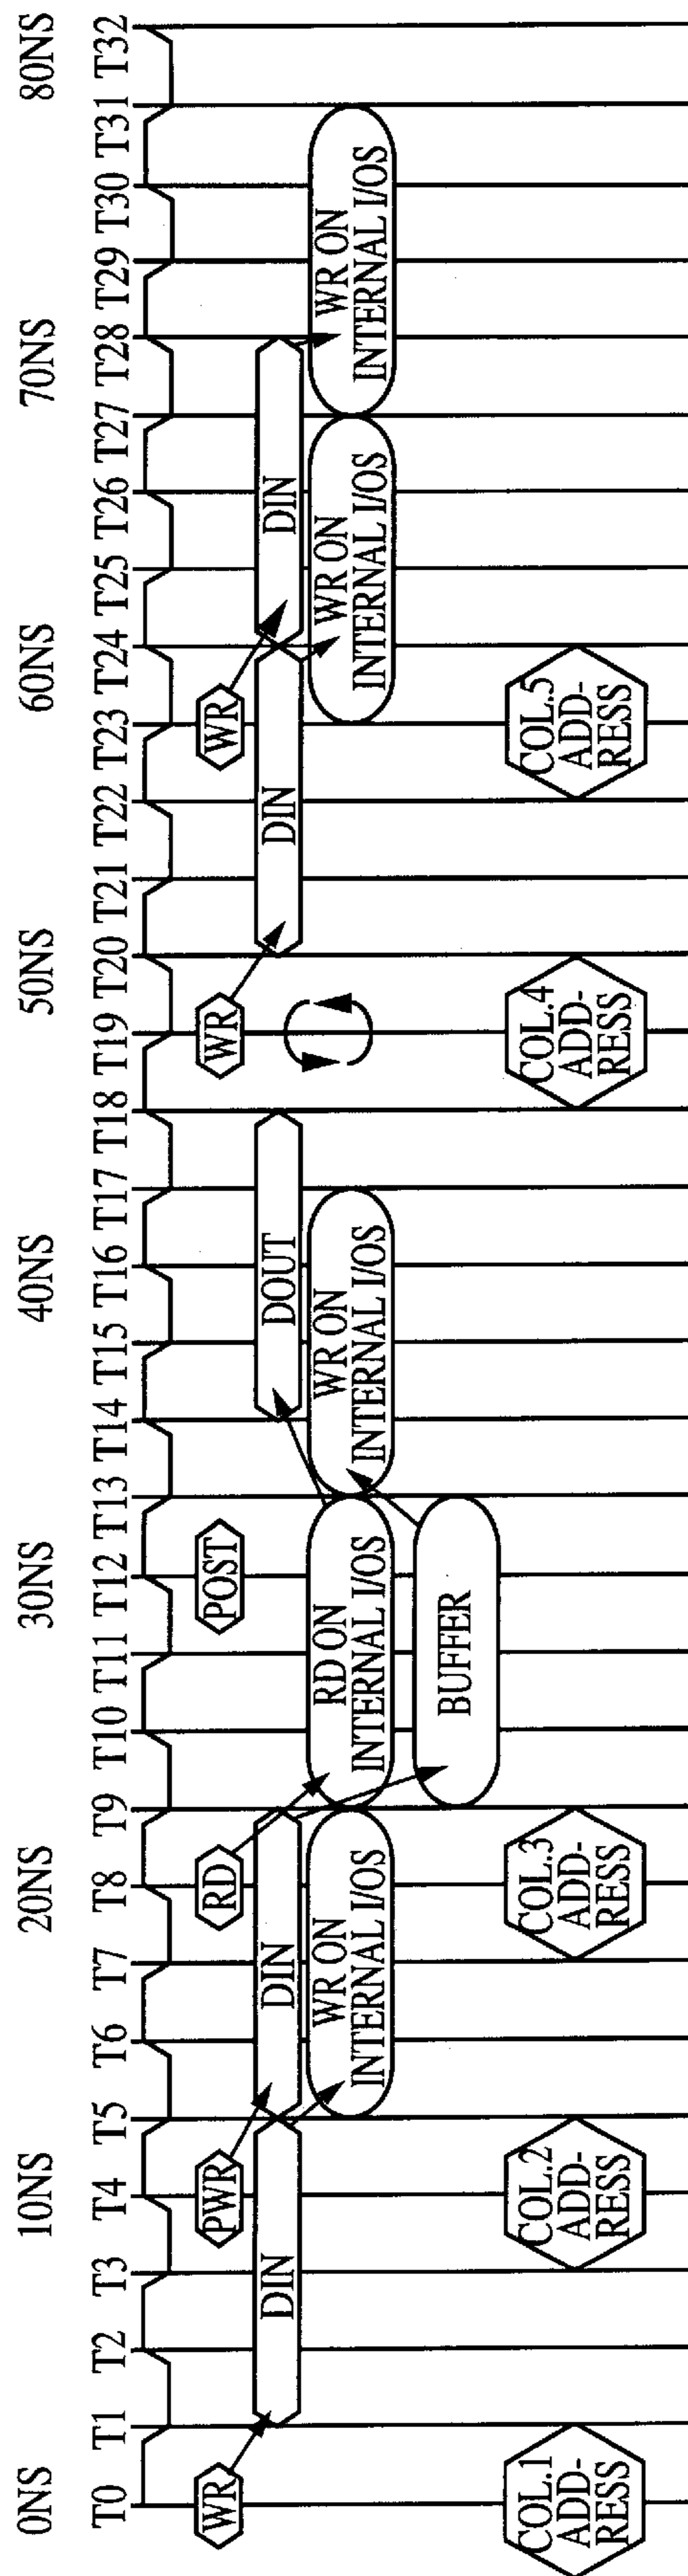 0NS 10NS 20NS 30NS 40NS 50NS 60NS 70NS 80NS
T0 T1 T2 T3 T4 T5 T6 T7 T8 T9 T10 T11 T12 T13 T14 T15 T16 T17 T18 T19 T20 T21 T22 T23 T24 T25 T26 T27 T28 T29 T30 T31 T32
WR PWR RD POST WR WR
DIN DIN DOUT DIN DIN
WR ON
INTERNAL I/OS
RD ON
INTERNAL I/OS
WR ON
INTERNAL I/OS
WR ON
INTERNAL I/OS
WR ON
INTERNAL I/OS
BUFFER
COL.1
ADD-
RESS
COL.2
ADD-
RESS
COL.3
ADD-
RESS
COL.4
ADD-
RESS
COL.5
ADD-
RESS